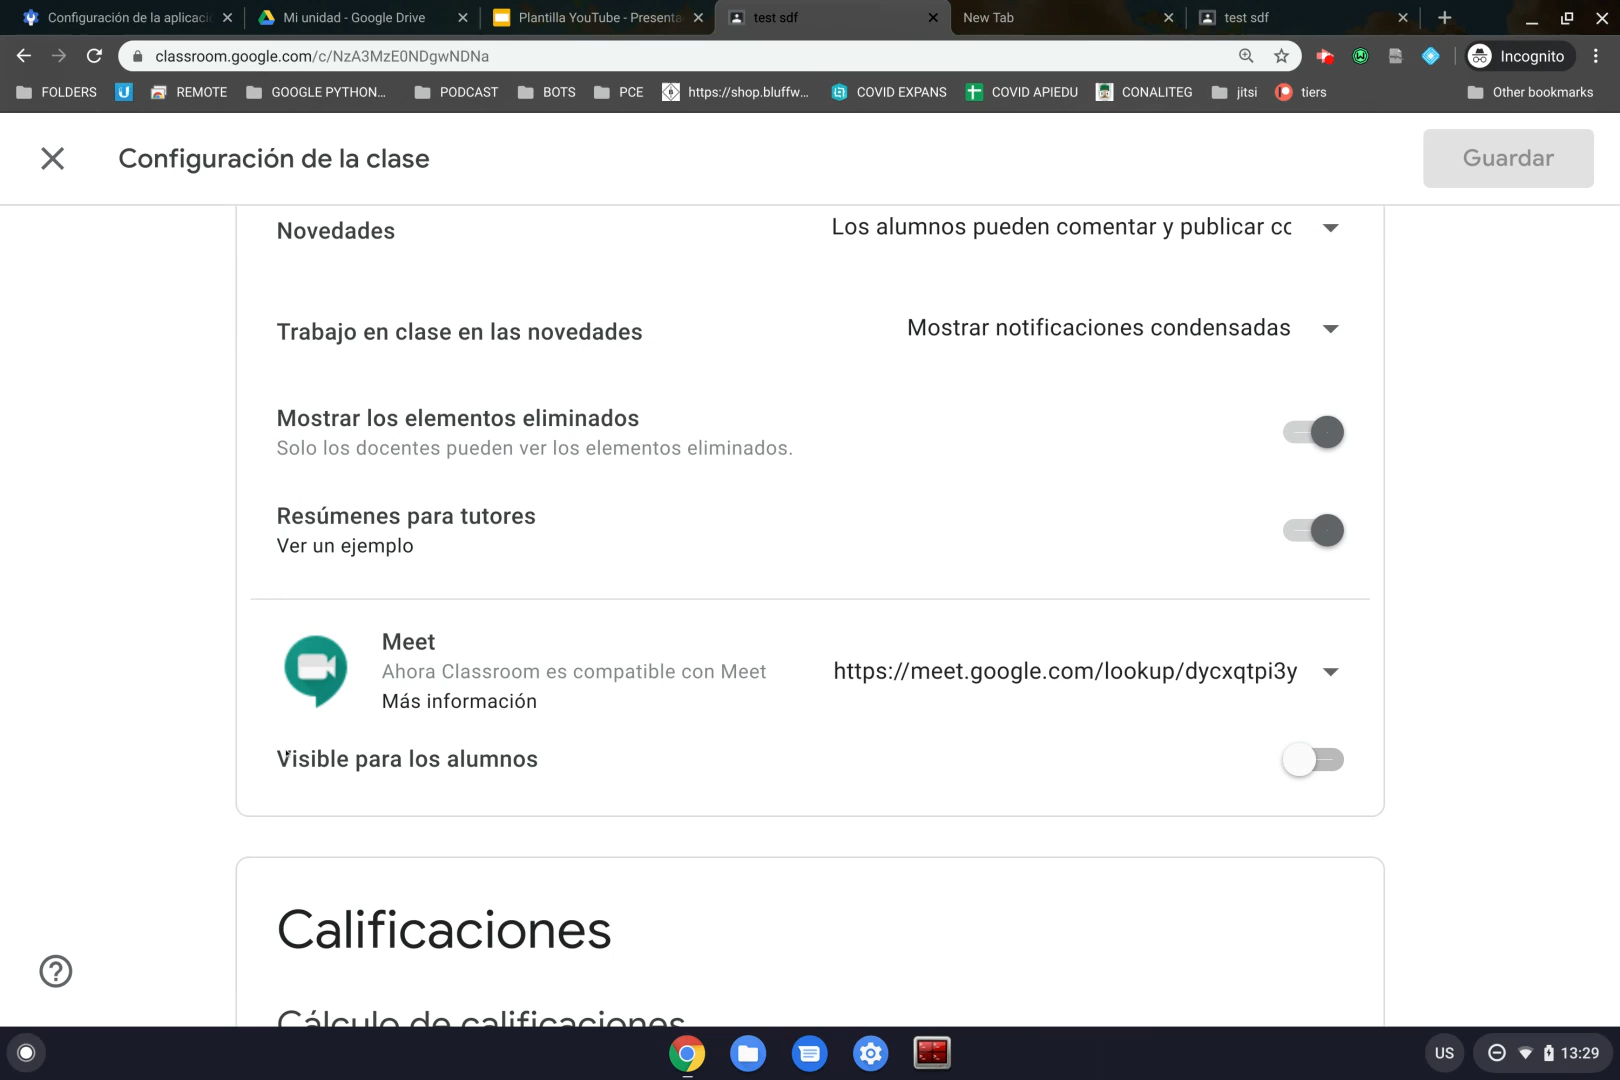 Configuración de la aplicació
Mi unidad - Google Drive
Plantilla YouTube - Presenta
test sdf
New Tab
test sdf
classroom.google.com/c/NzA3MzE0NDgwNDNa
Incognito
FOLDERS
REMOTE
GOOGLE PYTHON...
PODCAST
BOTS
PCE
https://shop.bluffw...
COVID EXPANS
COVID APIEDU
CONALITEG
jitsi
tiers
Other bookmarks
Configuración de la clase
Guardar
Novedades
Los alumnos pueden comentar y publicar cc
Trabajo en clase en las novedades
Mostrar notificaciones condensadas
Mostrar los elementos eliminados
Solo los docentes pueden ver los elementos eliminados.
Resúmenes para tutores
Ver un ejemplo
Meet
Ahora Classroom es compatible con Meet
https://meet.google.com/lookup/dycxqtpi3y
Más información
Visible para los alumnos
Calificaciones
Cálculo de calificaciones
US
13:29